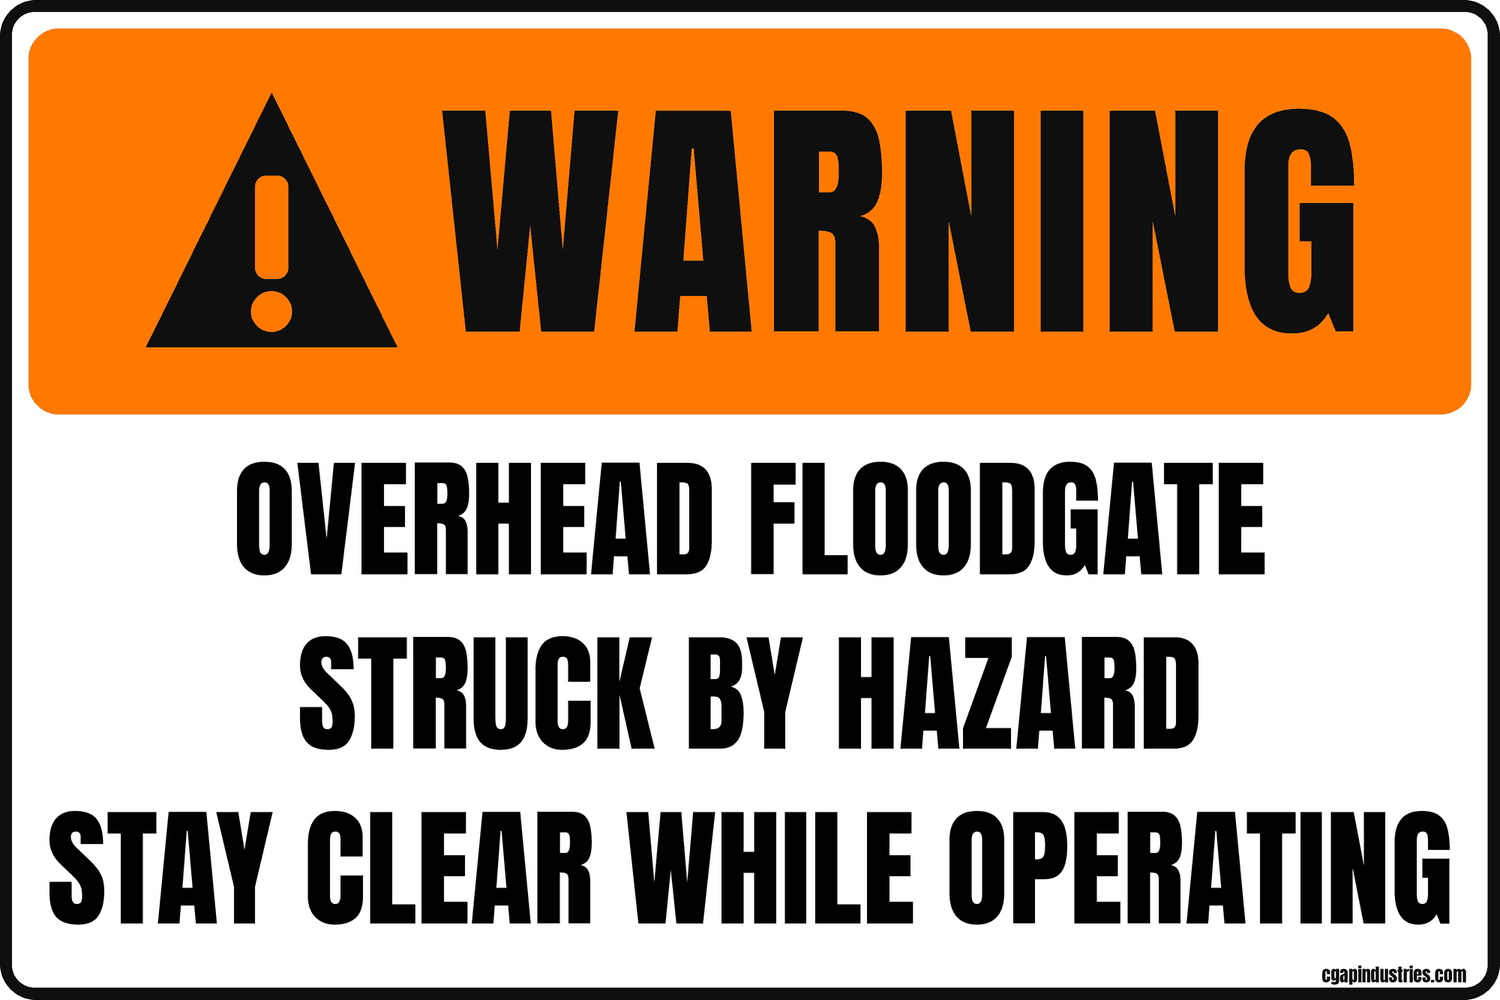 WARNING
OVERHEAD FLOODGATE
STRUCK BY HAZARD
STAY CLEAR WHILE OPERATING
cgapindustries.com